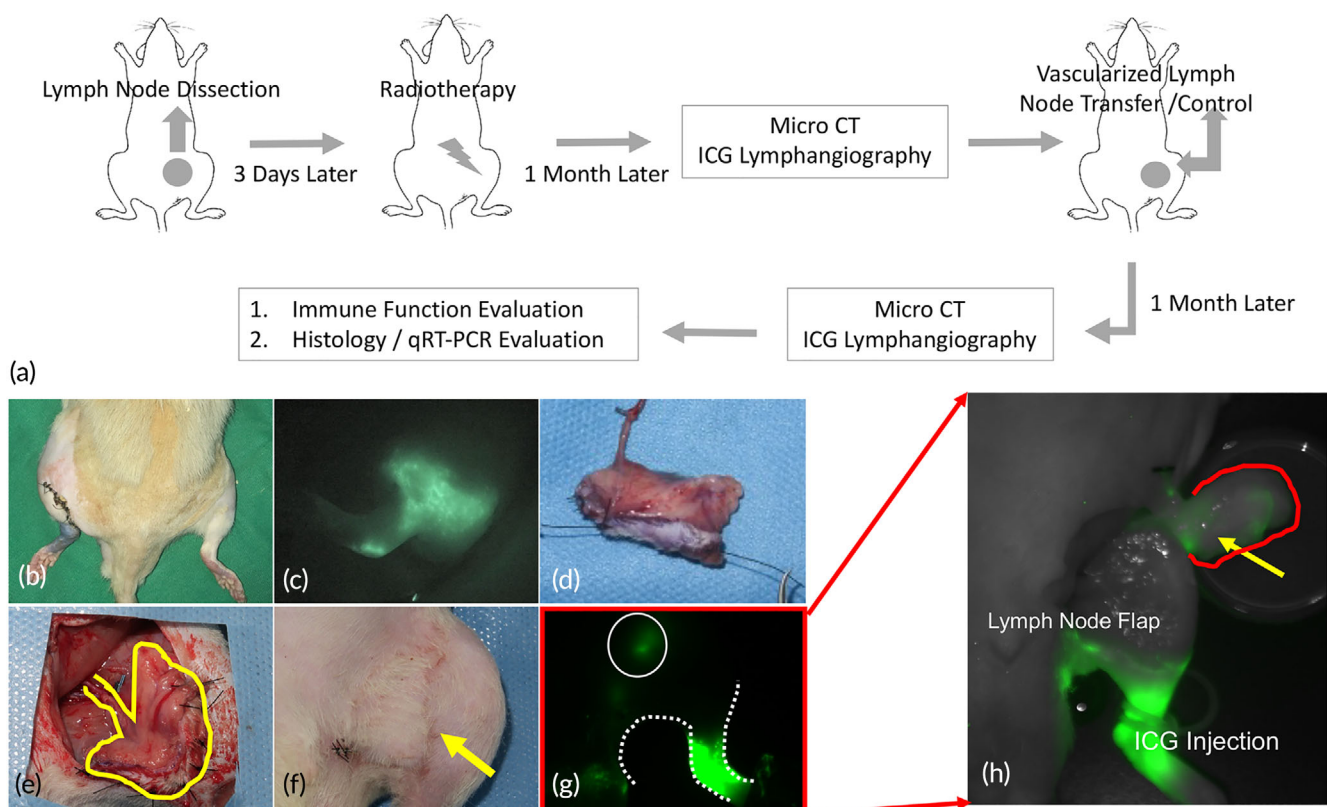 Lymph Node Dissection
3 Days Later
Radiotherapy
1 Month Later
Micro CT
ICG Lymphangiography
Vascularized Lymph
Node Transfer /Control
1 Month Later
Micro CT
ICG Lymphangiography
1. Immune Function Evaluation
2. Histology / qRT-PCR Evaluation
(a)
(b)
(c)
(d)
(e)
(f)
(g)
Lymph Node Flap
ICG Injection
(h)